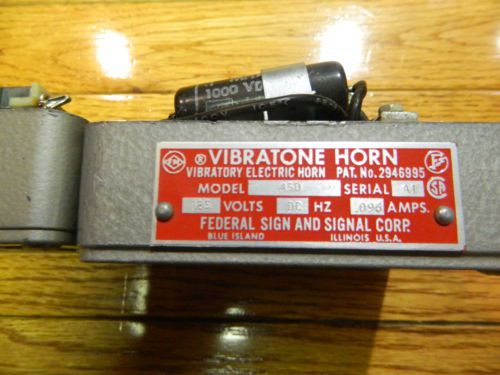 1000 VD
® VIBRATONE HORN
VIBRATORY ELECTRIC HORN PAT. No. 2946995
MODEL 450 SERIAL A1
125 VOLTS DC HZ .096 AMPS.
FEDERAL SIGN AND SIGNAL CORP.
BLUE ISLAND ILLINOIS U.S.A.